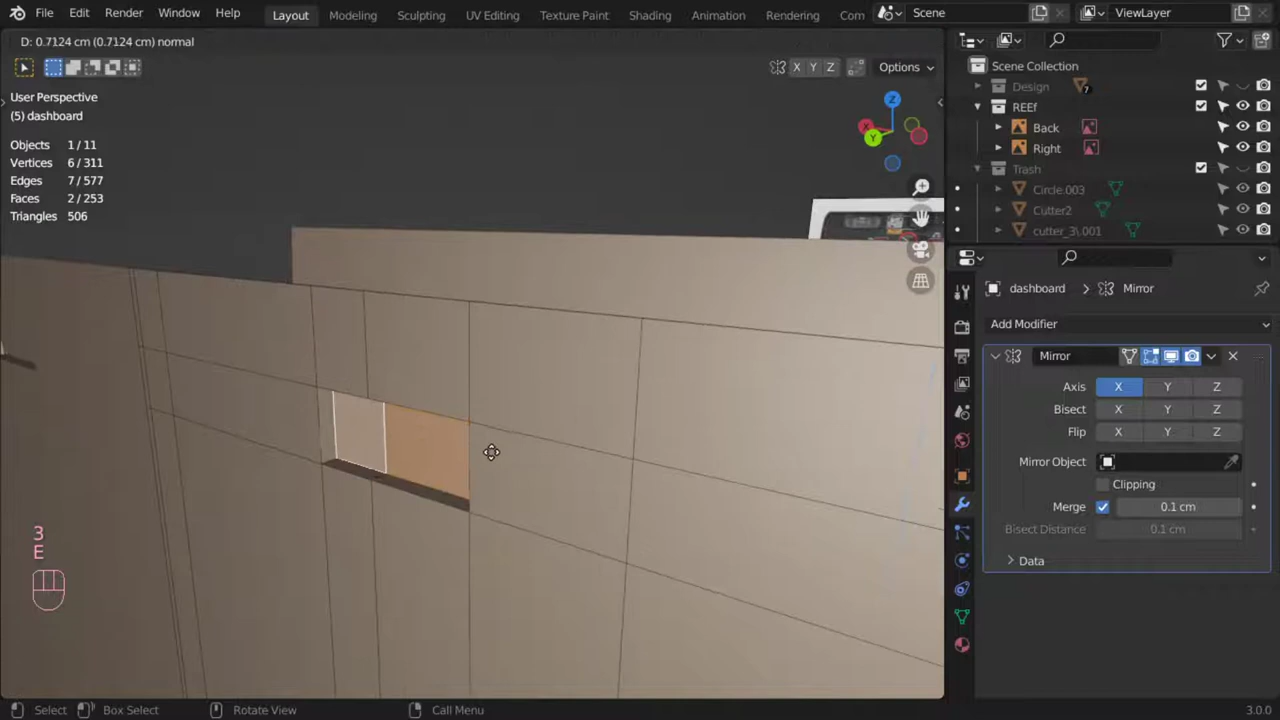 File Edit Render Window Help Layout Modeling Sculpting UV Editing Texture Paint Shading Animation Rendering Com Scene ViewLayer
D: 0.7124 cm (0.7124 cm) normal
X Y Z Options
User Perspective
(5) dashboard
Objects 1 / 11
Vertices 6 / 311
Edges 7 / 577
Faces 2 / 253
Triangles 506
Z
X
Y
3
E
Scene Collection
Design 7
REEf
Back
Right
Trash
Circle.003
Cutter2
cutter_3\.001
dashboard Mirror
Add Modifier
Mirror
Axis X Y Z
Bisect X Y Z
Flip X Y Z
Mirror Object
Clipping
Merge 0.1 cm
Bisect Distance 0.1 cm
Data
Select Box Select Rotate View Call Menu 3.0.0